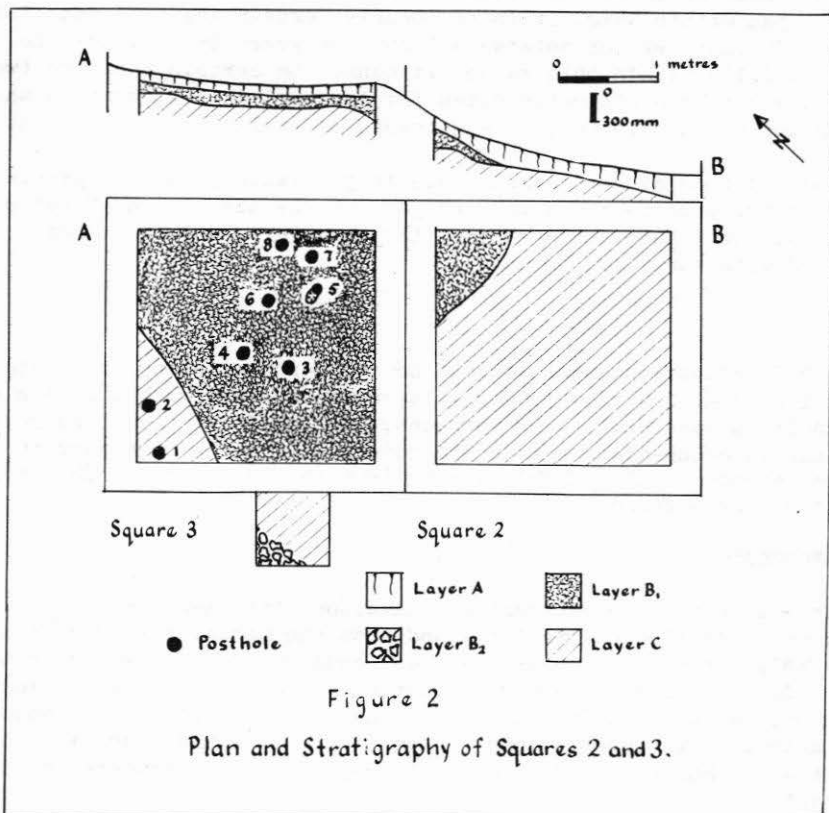 A
0 1 metres
0
300mm
N
B
A
B
8
7
5
6
4
3
2
1
Square 3
Square 2
Layer A
Layer B₁
Posthole
Layer B₂
Layer C
Figure 2
Plan and Stratigraphy of Squares 2 and 3.